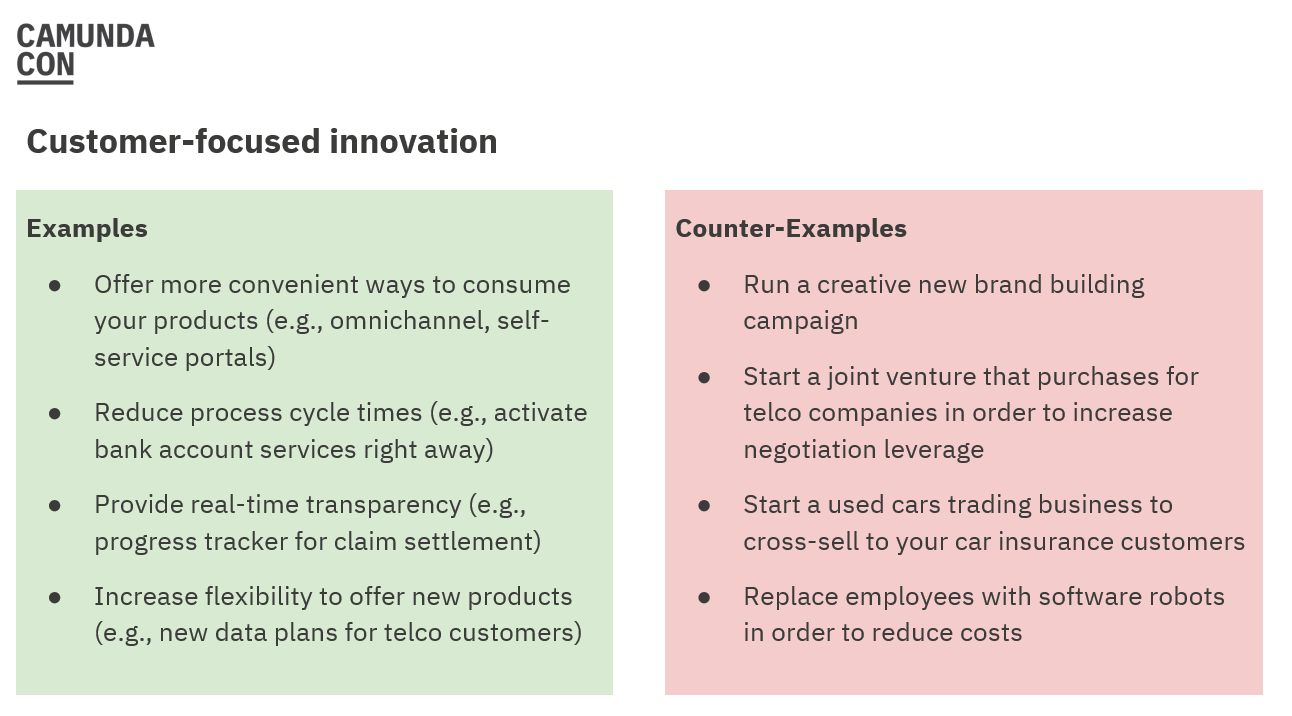 CAMUNDA
CON
Customer-focused innovation
Examples
● Offer more convenient ways to consume
your products (e.g., omnichannel, self-
service portals)
● Reduce process cycle times (e.g., activate
bank account services right away)
● Provide real-time transparency (e.g.,
progress tracker for claim settlement)
● Increase flexibility to offer new products
(e.g., new data plans for telco customers)
Counter-Examples
● Run a creative new brand building
campaign
● Start a joint venture that purchases for
telco companies in order to increase
negotiation leverage
● Start a used cars trading business to
cross-sell to your car insurance customers
● Replace employees with software robots
in order to reduce costs